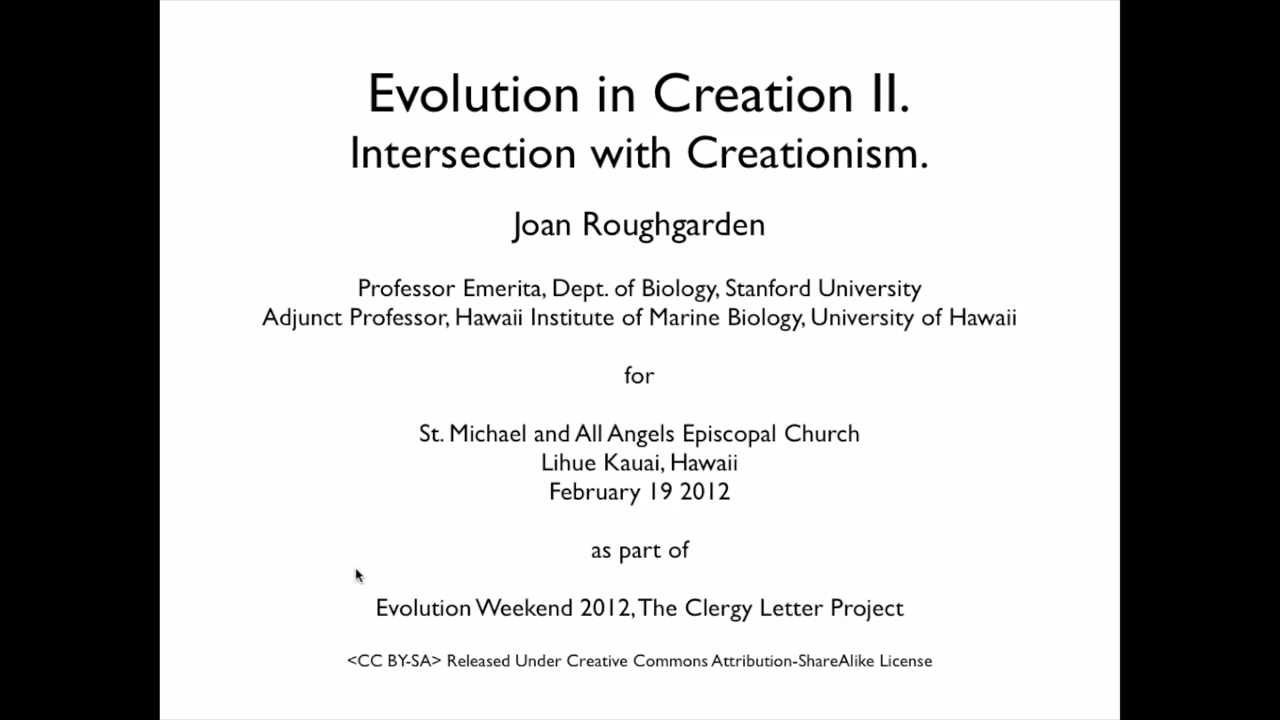 Evolution in Creation II.
Intersection with Creationism.
Joan Roughgarden
Professor Emerita, Dept. of Biology, Stanford University
Adjunct Professor, Hawaii Institute of Marine Biology, University of Hawaii
for
St. Michael and All Angels Episcopal Church
Lihue Kauai, Hawaii
February 19 2012
as part of
Evolution Weekend 2012, The Clergy Letter Project
<CC BY-SA> Released Under Creative Commons Attribution-ShareAlike License